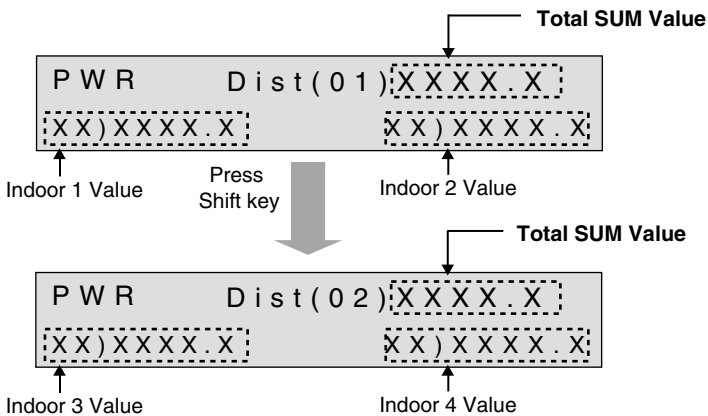 Total SUM Value
PWR Dist(01)XXXX.X
XX)XXXX.X XX)XXXX.X
Indoor 1 Value Press Shift key Indoor 2 Value
Total SUM Value
PWR Dist(02)XXXX.X
XX)XXXX.X XX)XXXX.X
Indoor 3 Value Indoor 4 Value